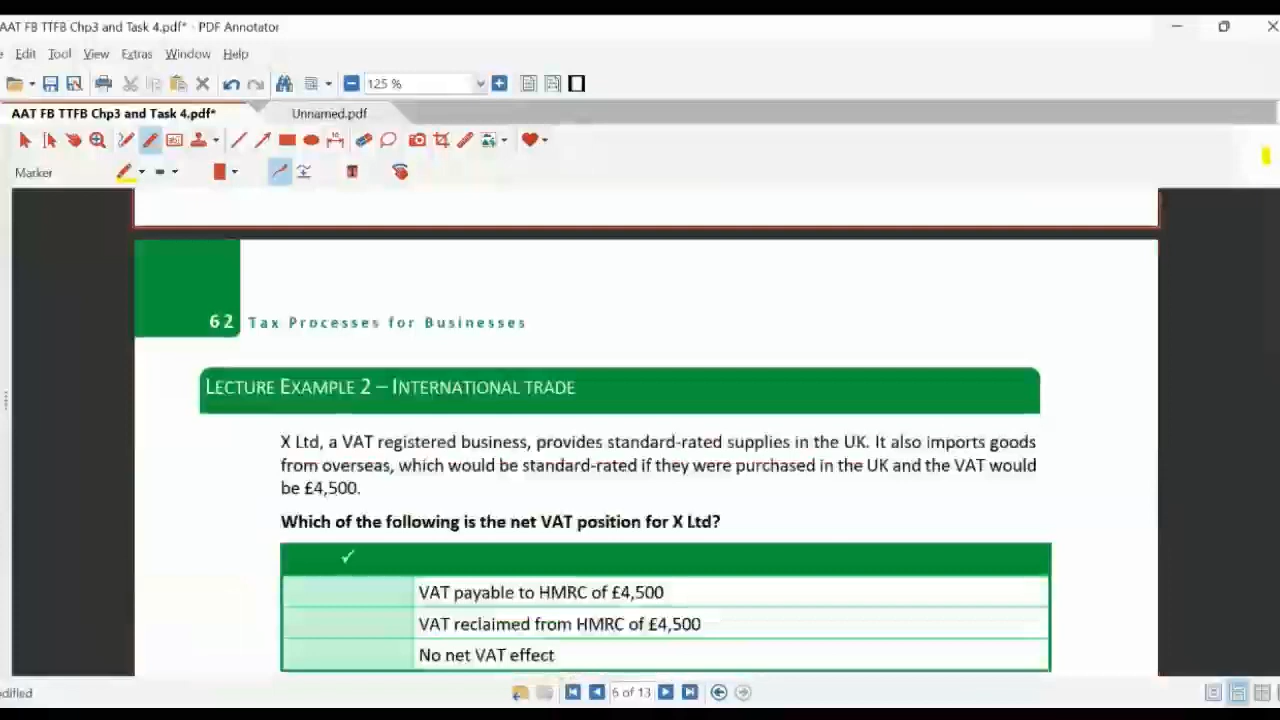 AAT FB TTFB Chp3 and Task 4.pdf* - PDF Annotator
Edit Tool View Extras Window Help
125 %
AAT FB TTFB Chp3 and Task 4.pdf* Unnamed.pdf
Marker
62 Tax Processes for Businesses
LECTURE EXAMPLE 2 – INTERNATIONAL TRADE
X Ltd, a VAT registered business, provides standard-rated supplies in the UK. It also imports goods
from overseas, which would be standard-rated if they were purchased in the UK and the VAT would
be £4,500.
Which of the following is the net VAT position for X Ltd?
✓
VAT payable to HMRC of £4,500
VAT reclaimed from HMRC of £4,500
No net VAT effect
6 of 13